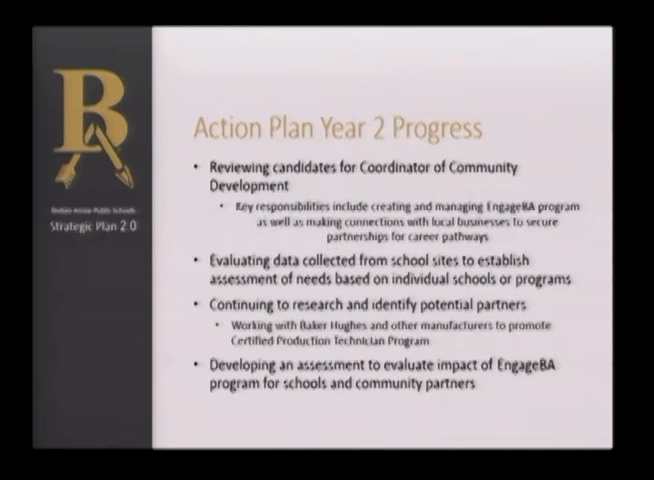 BA
Broken Arrow Public Schools
Strategic Plan 2.0
Action Plan Year 2 Progress
• Reviewing candidates for Coordinator of Community
Development
• Key responsibilities include creating and managing EngageBA program
as well as making connections with local businesses to secure
partnerships for career pathways
• Evaluating data collected from school sites to establish
assessment of needs based on individual schools or programs
• Continuing to research and identify potential partners
• Working with Baker Hughes and other manufacturers to promote
Certified Production Technician Program
• Developing an assessment to evaluate impact of EngageBA
program for schools and community partners